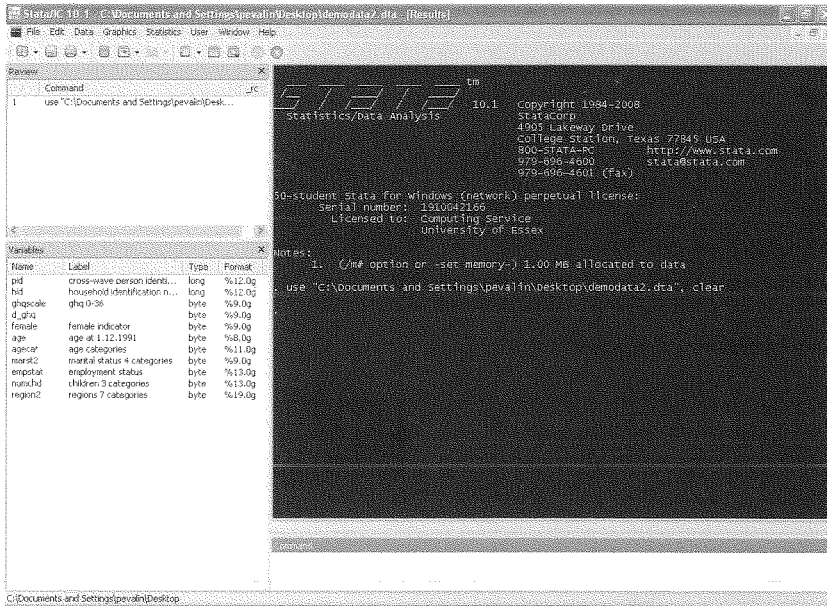 Stata/IC 10.1 - C:\Documents and Settings\pevalin\Desktop\demodata2.dta - [Results]
File Edit Data Graphics Statistics User Window Help
Review
Command _rc
1 use "C:\Documents and Settings\pevalin\Desk...
Variables
Name Label Type Format
pid cross-wave person identi... long %12.0g
hid household identification n... long %12.0g
ghqscale ghq 0-36 byte %9.0g
d_ghq byte %9.0g
female female indicator byte %9.0g
age age at 1.12.1991 byte %8.0g
agecat age categories byte %11.0g
marst2 marital status 4 categories byte %9.0g
empstat employment status byte %13.0g
numchd children 3 categories byte %13.0g
region2 regions 7 categories byte %19.0g
STATA tm
10.1 Copyright 1984-2008
Statistics/Data Analysis StataCorp
4905 Lakeway Drive
College Station, Texas 77845 USA
800-STATA-PC http://www.stata.com
979-696-4600 stata@stata.com
979-696-4601 (fax)
50-student Stata for Windows (network) perpetual license:
Serial number: 1910042166
Licensed to: Computing Service
University of Essex
Notes:
1. (/m# option or -set memory-) 1.00 MB allocated to data
. use "C:\Documents and Settings\pevalin\Desktop\demodata2.dta", clear
.
Command
C:\Documents and Settings\pevalin\Desktop